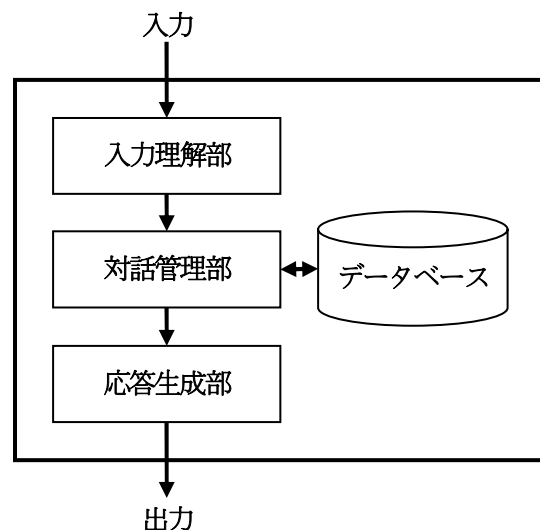 入力
入力理解部
対話管理部
データベース
応答生成部
出力